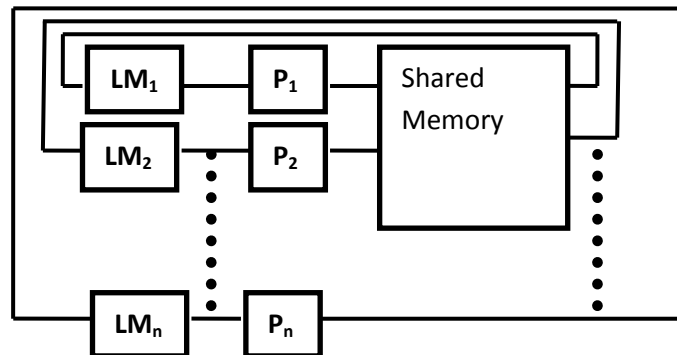 LM₁ P₁ Shared
Memory
LM₂ P₂
LMₙ Pₙ